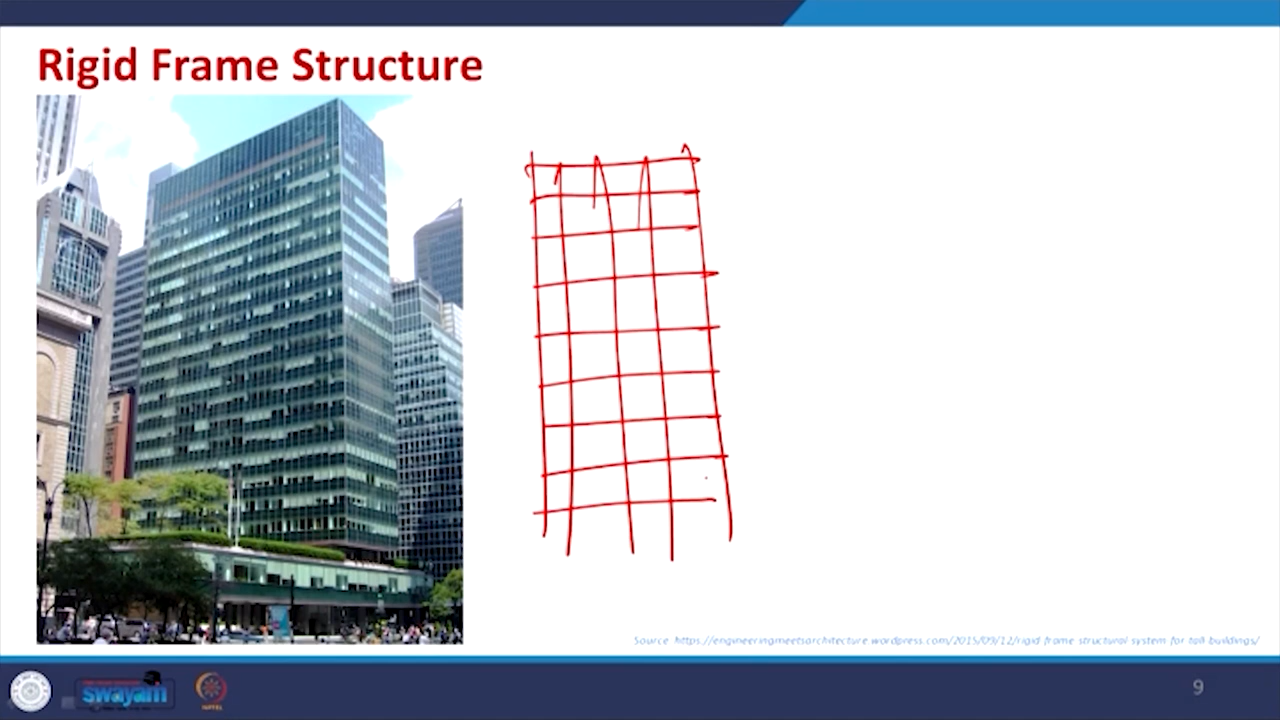 Rigid Frame Structure
Source: https://engineeringmeetsarchitecture.wordpress.com/2015/09/12/rigid-frame-structural-system-for-tall-buildings/
swayam
NPTEL
9